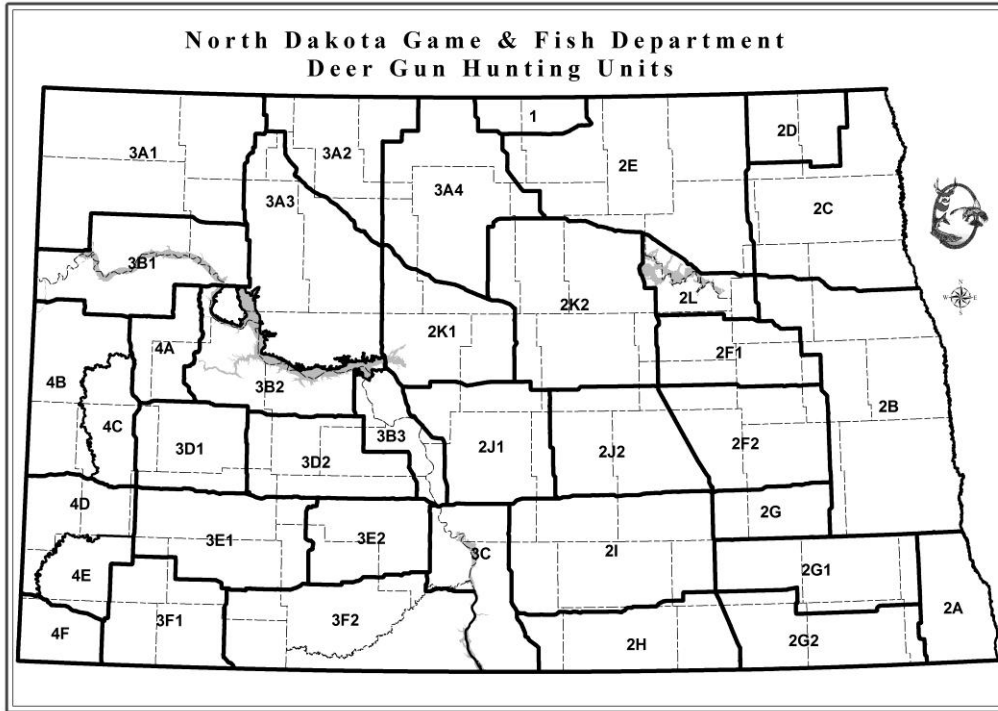 North Dakota Game & Fish Department
Deer Gun Hunting Units
1
2D
3A1
3A2
2E
3A4
3A3
2C
3B1
2L
2K2
2K1
4A
2F1
4B
3B2
2B
4C
3B3
3D1
2J1
2J2
2F2
3D2
4D
2G
3E1
3E2
3C
2I
4E
2G1
2A
3F1
3F2
4F
2H
2G2